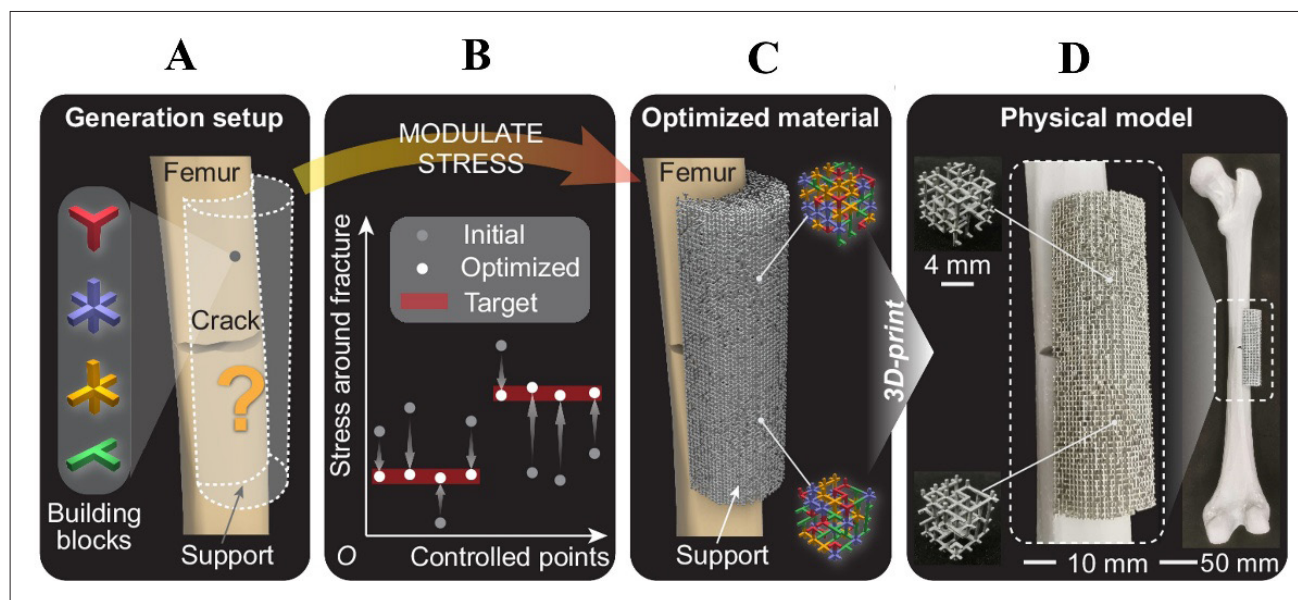 A
B
C
D
Generation setup
Femur
Crack
?
Building
blocks
Support
MODULATE
STRESS
Initial
Optimized
Target
Stress around fracture
O
Controlled points
Optimized material
Femur
Support
3D-print
Physical model
4 mm
10 mm
50 mm